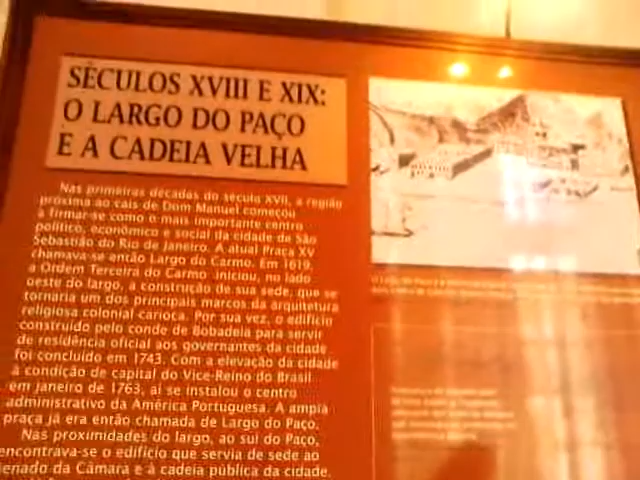 SÉCULOS XVIII E XIX:
O LARGO DO PAÇO
E A CADEIA VELHA
Nas primeiras décadas do século XVII, a região
próxima ao cais de Dom Manuel começou
a firmar-se como o mais importante centro
político, econômico e social da cidade de São
Sebastião do Rio de Janeiro. A atual Praça XV
chamava-se então Largo do Carmo. Em 1619,
a Ordem Terceira do Carmo iniciou, no lado
oeste do largo, a construção de sua sede, que se
tornaria um dos principais marcos da arquitetura
religiosa colonial carioca. Por sua vez, o edifício
construído pelo conde de Bobadela para servir
de residência oficial aos governantes da cidade
foi concluído em 1743. Com a elevação da cidade
à condição de capital do Vice-Reino do Brasil
em janeiro de 1763, aí se instalou o centro
administrativo da América Portuguesa. A ampla
praça já era então chamada de Largo do Paço.
Nas proximidades do largo, ao sul do Paço,
encontrava-se o edifício que servia de sede ao
Senado da Câmara e à cadeia pública da cidade.